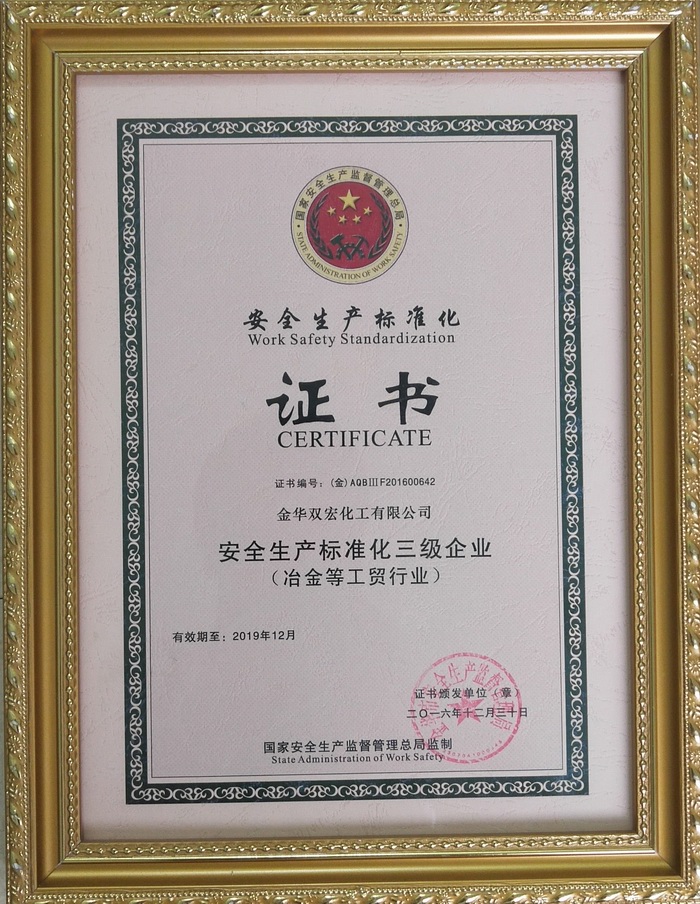 国家安全生产监督管理总局
STATE ADMINISTRATION OF WORK SAFETY
安全生产标准化
Work Safety Standardization
证书
CERTIFICATE
证书编号：(金)AQBⅢF201600642
金华双宏化工有限公司
安全生产标准化三级企业
（冶金等工贸行业）
有效期至：2019年12月
证书颁发单位（章）
二〇一六年十二月三十日
国家安全生产监督管理总局监制
State Administration of Work Safety